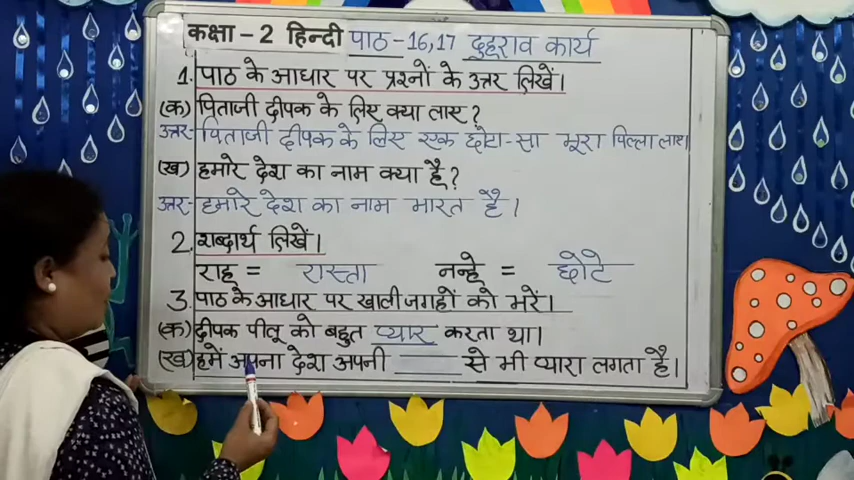 कक्षा - 2 हिन्दी पाठ -16,17 दुहराव कार्य
1. पाठ के आधार पर प्रश्नों के उत्तर लिखें।
(क) पिताजी दीपक के लिए क्या लाए?
उत्तर:- पिताजी दीपक के लिए एक छोटा-सा भूरा पिल्ला लाए।
(ख) हमारे देश का नाम क्या है?
उत्तर:- हमारे देश का नाम भारत है।
2. शब्दार्थ लिखें।
राह = रास्ता नन्हे = छोटे
3. पाठ के आधार पर खाली जगहों को भरें।
(क) दीपक पीलू को बहुत प्यार करता था।
(ख) हमें अपना देश अपनी ______ से भी प्यारा लगता है।